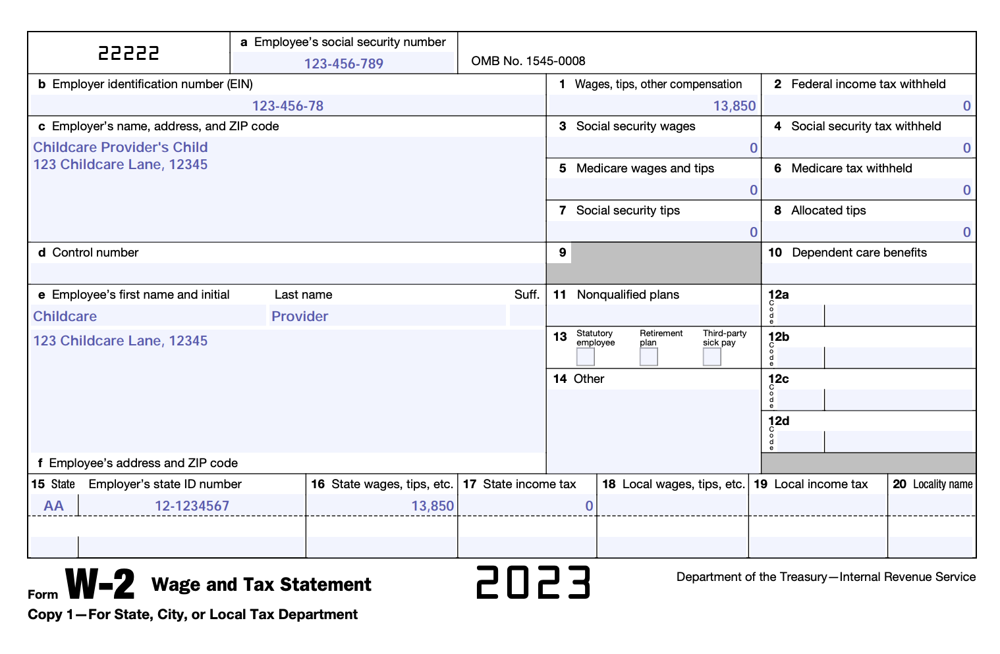 22222
a Employee's social security number
123-456-789
OMB No. 1545-0008
b Employer identification number (EIN)
123-456-78
1 Wages, tips, other compensation
13,850
2 Federal income tax withheld
0
c Employer's name, address, and ZIP code
Childcare Provider's Child
123 Childcare Lane, 12345
3 Social security wages
0
4 Social security tax withheld
0
5 Medicare wages and tips
0
6 Medicare tax withheld
0
7 Social security tips
0
8 Allocated tips
0
d Control number
9
10 Dependent care benefits
e Employee's first name and initial
Last name
Suff.
Childcare
Provider
123 Childcare Lane, 12345
f Employee's address and ZIP code
11 Nonqualified plans
12a
Code
13
Statutory
employee
Retirement
plan
Third-party
sick pay
12b
Code
14 Other
12c
Code
12d
Code
15 State
Employer's state ID number
16 State wages, tips, etc.
17 State income tax
18 Local wages, tips, etc.
19 Local income tax
20 Locality name
AA
12-1234567
13,850
0
Form W-2 Wage and Tax Statement
2023
Department of the Treasury—Internal Revenue Service
Copy 1—For State, City, or Local Tax Department